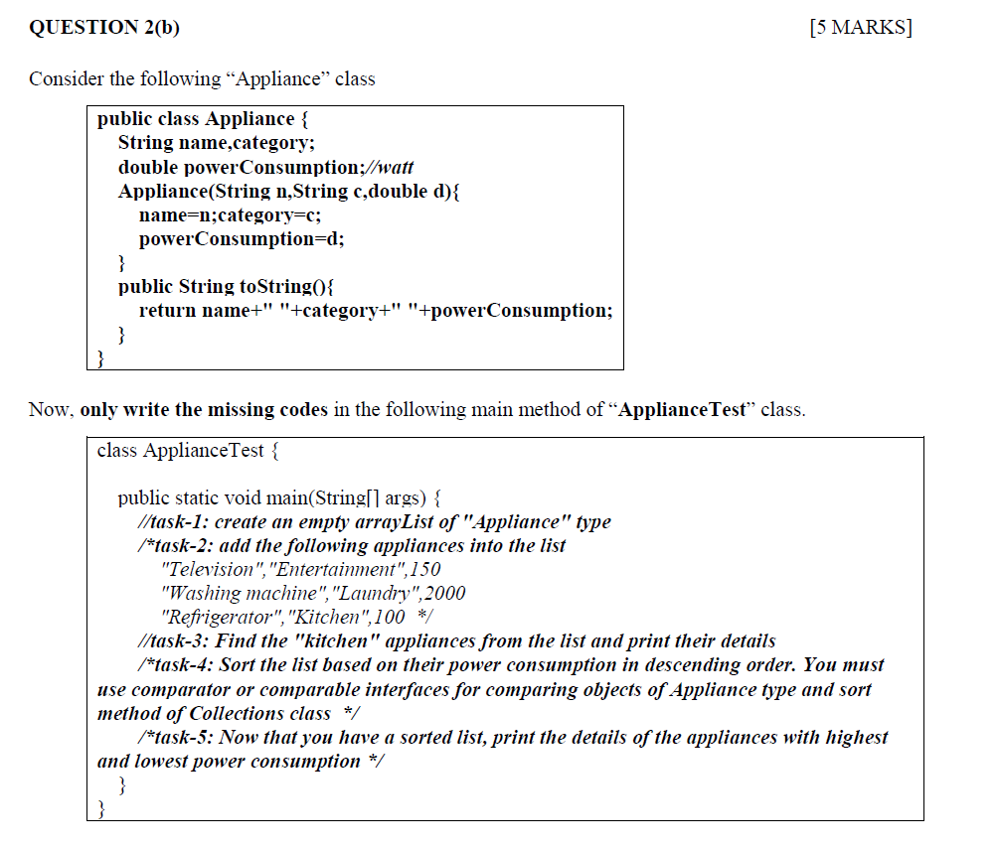 QUESTION 2(b) [5 MARKS]
Consider the following “Appliance” class
public class Appliance {
String name,category;
double powerConsumption;//watt
Appliance(String n,String c,double d){
name=n;category=c;
powerConsumption=d;
}
public String toString(){
return name+" "+category+" "+powerConsumption;
}
}
Now, only write the missing codes in the following main method of “ApplianceTest” class.
class ApplianceTest {
public static void main(String[] args) {
//task-1: create an empty arrayList of "Appliance" type
/*task-2: add the following appliances into the list
"Television","Entertainment",150
"Washing machine","Laundry",2000
"Refrigerator","Kitchen",100 */
//task-3: Find the "kitchen" appliances from the list and print their details
/*task-4: Sort the list based on their power consumption in descending order. You must
use comparator or comparable interfaces for comparing objects of Appliance type and sort
method of Collections class */
/*task-5: Now that you have a sorted list, print the details of the appliances with highest
and lowest power consumption */
}
}